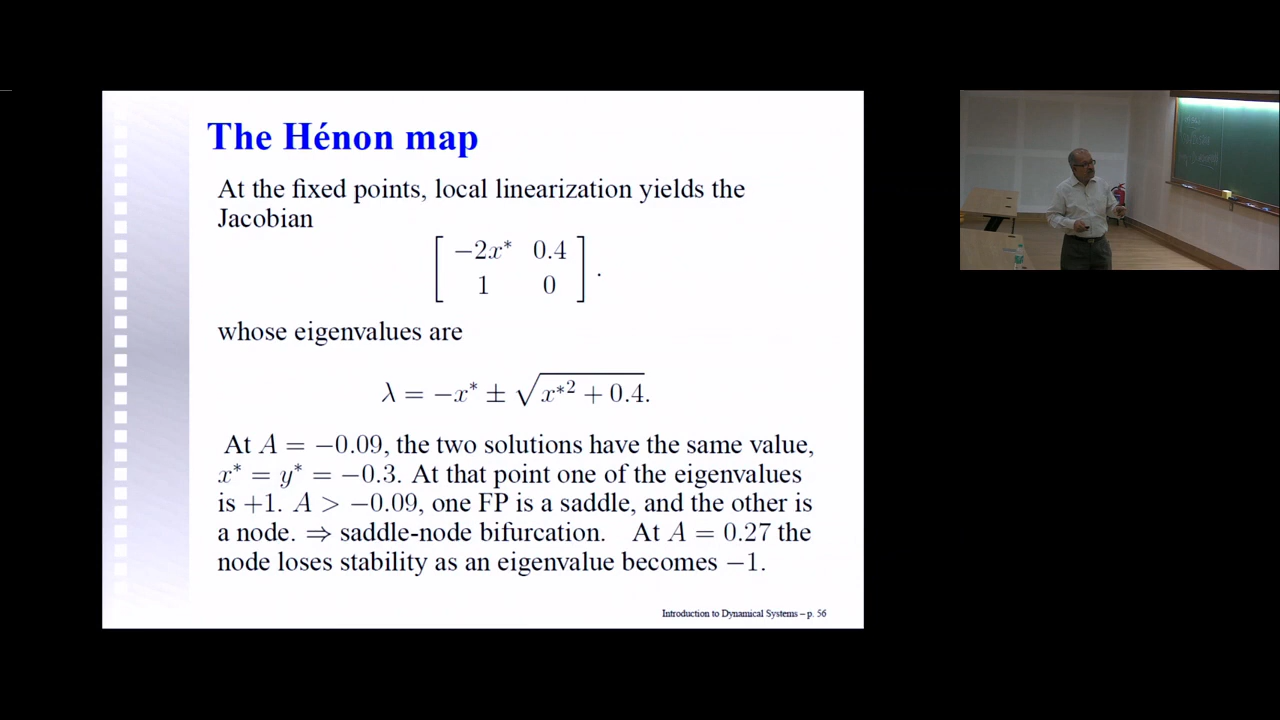 The Hénon map
At the fixed points, local linearization yields the
Jacobian
[ −2x* 0.4 ]
[ 1 0 ] .
whose eigenvalues are
λ = −x* ± √(x*² + 0.4).
At A = −0.09, the two solutions have the same value,
x* = y* = −0.3. At that point one of the eigenvalues
is +1. A > −0.09, one FP is a saddle, and the other is
a node. ⇒ saddle-node bifurcation. At A = 0.27 the
node loses stability as an eigenvalue becomes −1.
Introduction to Dynamical Systems – p. 56